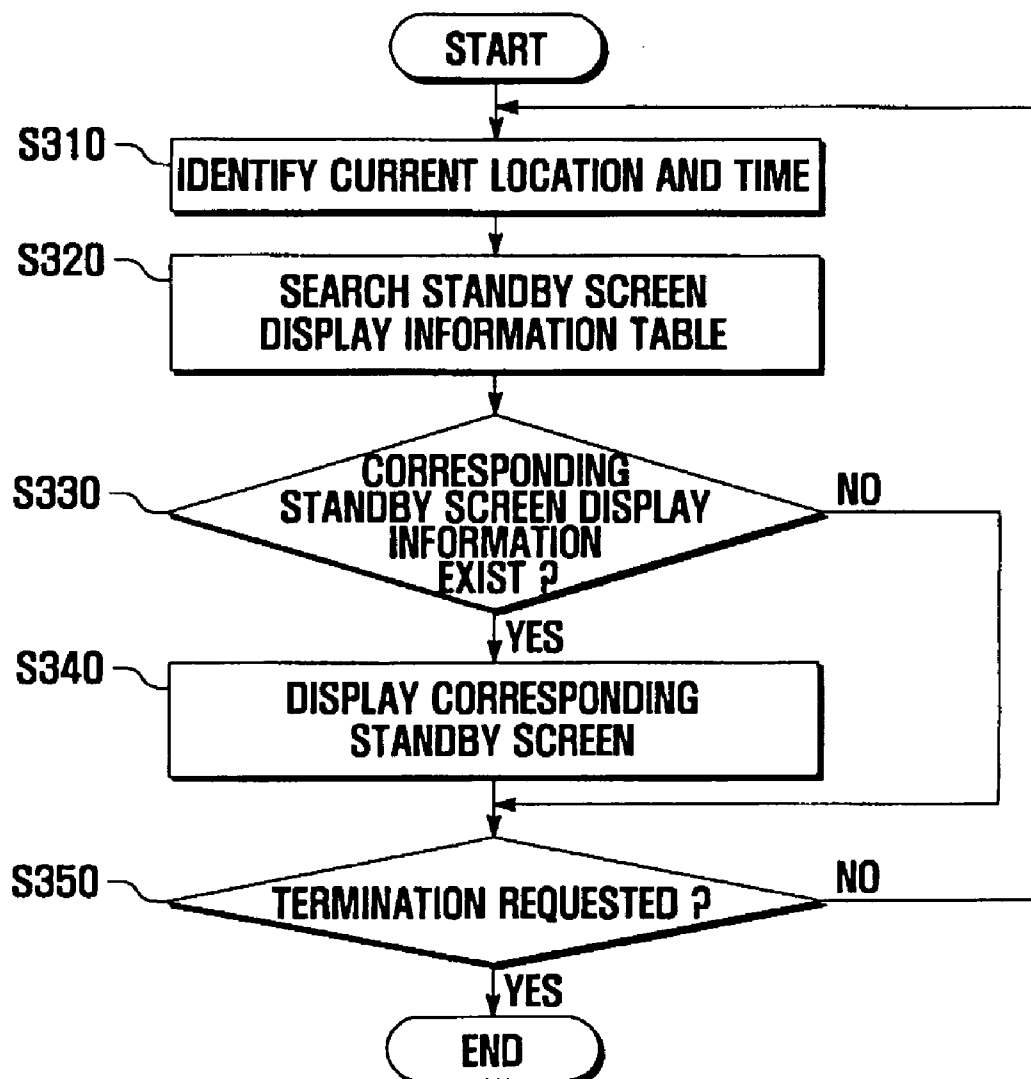 START
S310
IDENTIFY CURRENT LOCATION AND TIME
S320
SEARCH STANDBY SCREEN
DISPLAY INFORMATION TABLE
S330
CORRESPONDING
STANDBY SCREEN DISPLAY
INFORMATION
EXIST ?
NO
YES
S340
DISPLAY CORRESPONDING
STANDBY SCREEN
S350
TERMINATION REQUESTED ?
NO
YES
END